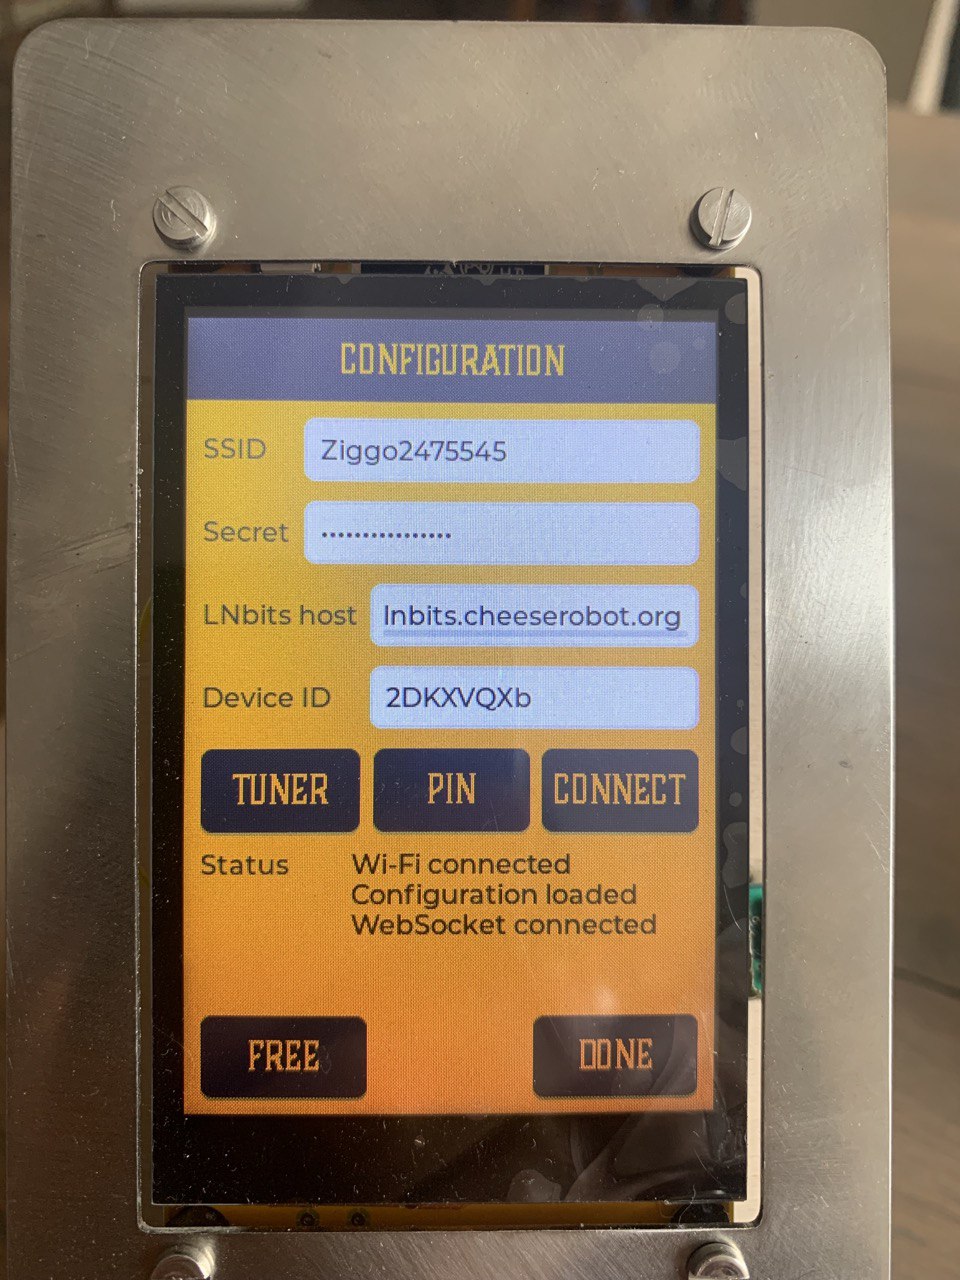 CONFIGURATION
SSID Ziggo2475545
Secret ••••••••••••••••
LNbits host lnbits.cheeserobot.org
Device ID 2DKXVQXb
TUNER PIN CONNECT
Status Wi-Fi connected
Configuration loaded
WebSocket connected
FREE DONE